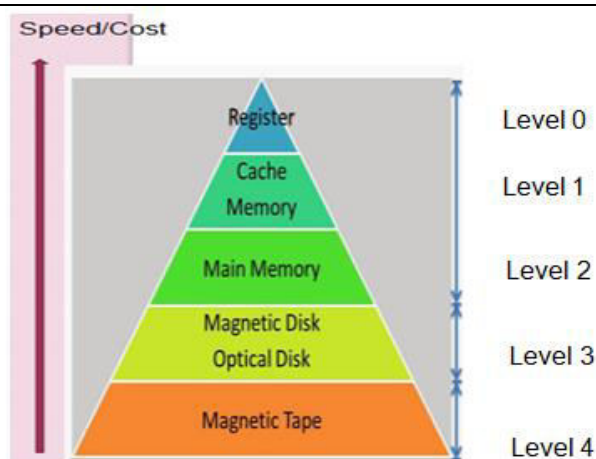 Speed/Cost
Register
Level 0
Cache
Memory
Level 1
Main Memory
Level 2
Magnetic Disk
Optical Disk
Level 3
Magnetic Tape
Level 4